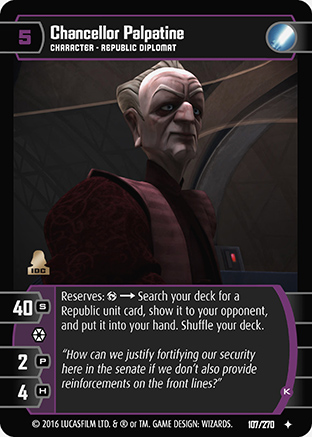 5 Chancellor Palpatine
CHARACTER - REPUBLIC DIPLOMAT
10C
40 S
Reserves: → Search your deck for a
Republic unit card, show it to your opponent,
and put it into your hand. Shuffle your deck.
2 P
4 H
“How can we justify fortifying our security
here in the senate if we don’t also provide
reinforcements on the front lines?”
K
© 2016 LUCASFILM LTD. & ® or TM. GAME DESIGN: WIZARDS. 107/270